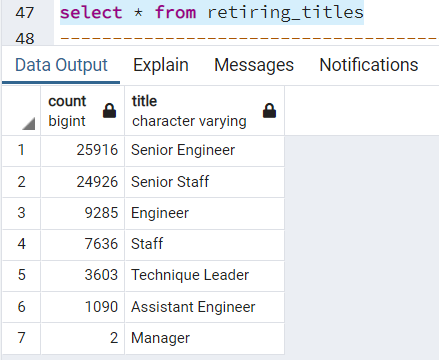 47 select * from retiring_titles
48 ------------------------------------
Data Output Explain Messages Notifications
count title
bigint character varying
1 25916 Senior Engineer
2 24926 Senior Staff
3 9285 Engineer
4 7636 Staff
5 3603 Technique Leader
6 1090 Assistant Engineer
7 2 Manager